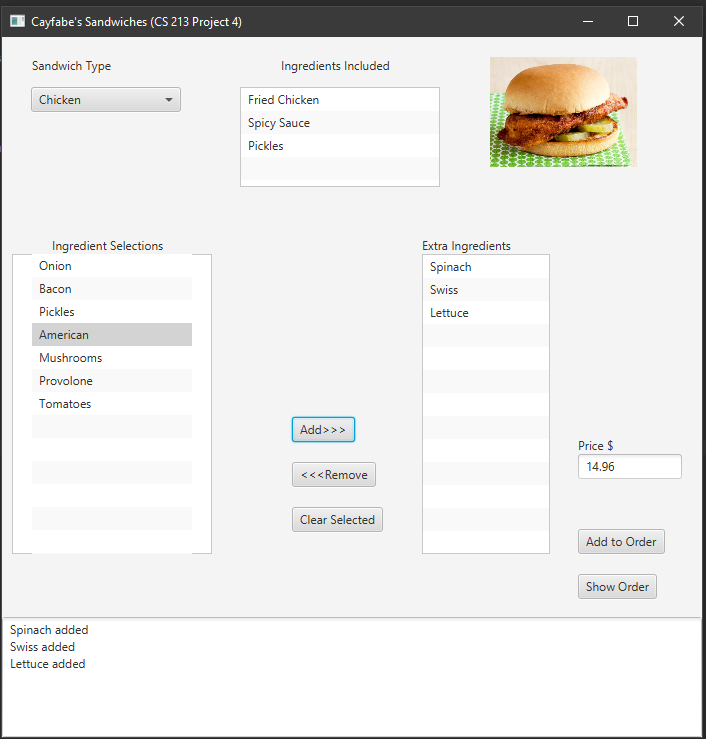 Cayfabe's Sandwiches (CS 213 Project 4)
Sandwich Type
Ingredients Included
Chicken
Fried Chicken
Spicy Sauce
Pickles
Ingredient Selections
Extra Ingredients
Onion
Bacon
Pickles
American
Mushrooms
Provolone
Tomatoes
Spinach
Swiss
Lettuce
Add>>>
<<<Remove
Clear Selected
Price $
14.96
Add to Order
Show Order
Spinach added
Swiss added
Lettuce added